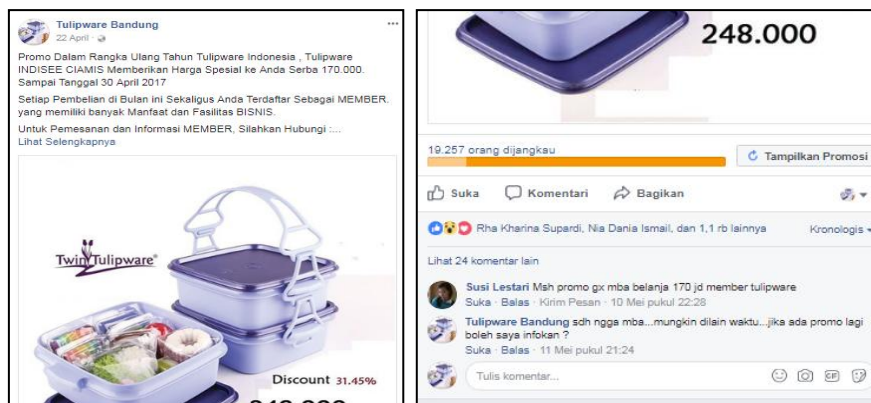 Tulipware Bandung
22 April
Promo Dalam Rangka Ulang Tahun Tulipware Indonesia , Tulipware
INDISEE CIAMIS Memberikan Harga Spesial ke Anda Serba 170.000.
Sampai Tanggal 30 April 2017
Setiap Pembelian di Bulan ini Sekaligus Anda Terdaftar Sebagai MEMBER.
yang memiliki banyak Manfaat dan Fasilitas BISNIS.
Untuk Pemesanan dan Informasi MEMBER, Silahkan Hubungi :...
Lihat Selengkapnya
TwinTulipware®
Discount 31.45%
248.000
19.257 orang dijangkau
Tampilkan Promosi
Suka Komentari Bagikan
Rha Kharina Supardi, Nia Dania Ismail, dan 1,1 rb lainnya Kronologis
Lihat 24 komentar lain
Susi Lestari Msh promo gx mba belanja 170 jd member tulipware
Suka · Balas · Kirim Pesan · 10 Mei pukul 22:28
Tulipware Bandung sdh ngga mba...mungkin dilain waktu...jika ada promo lagi
boleh saya infokan ?
Suka · Balas · 11 Mei pukul 21:24
Tulis komentar...
GIF